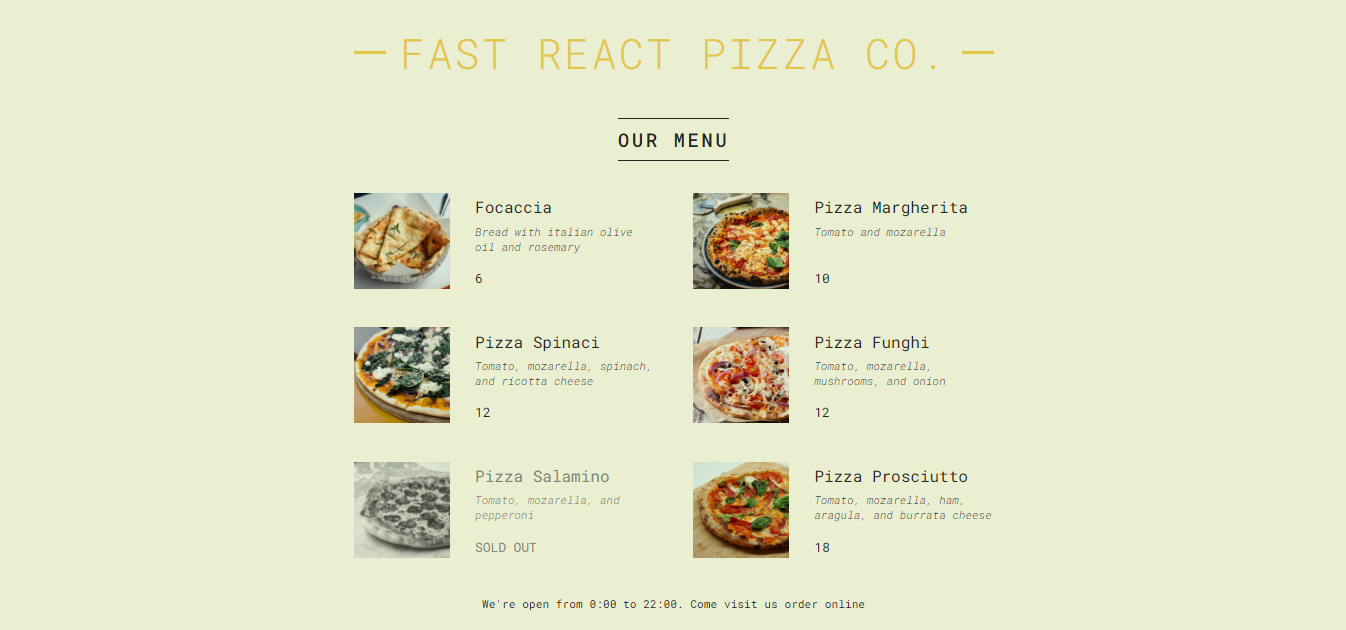 — FAST REACT PIZZA CO. —
OUR MENU
Focaccia
Bread with italian olive
oil and rosemary
6
Pizza Margherita
Tomato and mozarella
10
Pizza Spinaci
Tomato, mozarella, spinach,
and ricotta cheese
12
Pizza Funghi
Tomato, mozarella,
mushrooms, and onion
12
Pizza Salamino
Tomato, mozarella, and
pepperoni
SOLD OUT
Pizza Prosciutto
Tomato, mozarella, ham,
aragula, and burrata cheese
18
We're open from 0:00 to 22:00. Come visit us order online